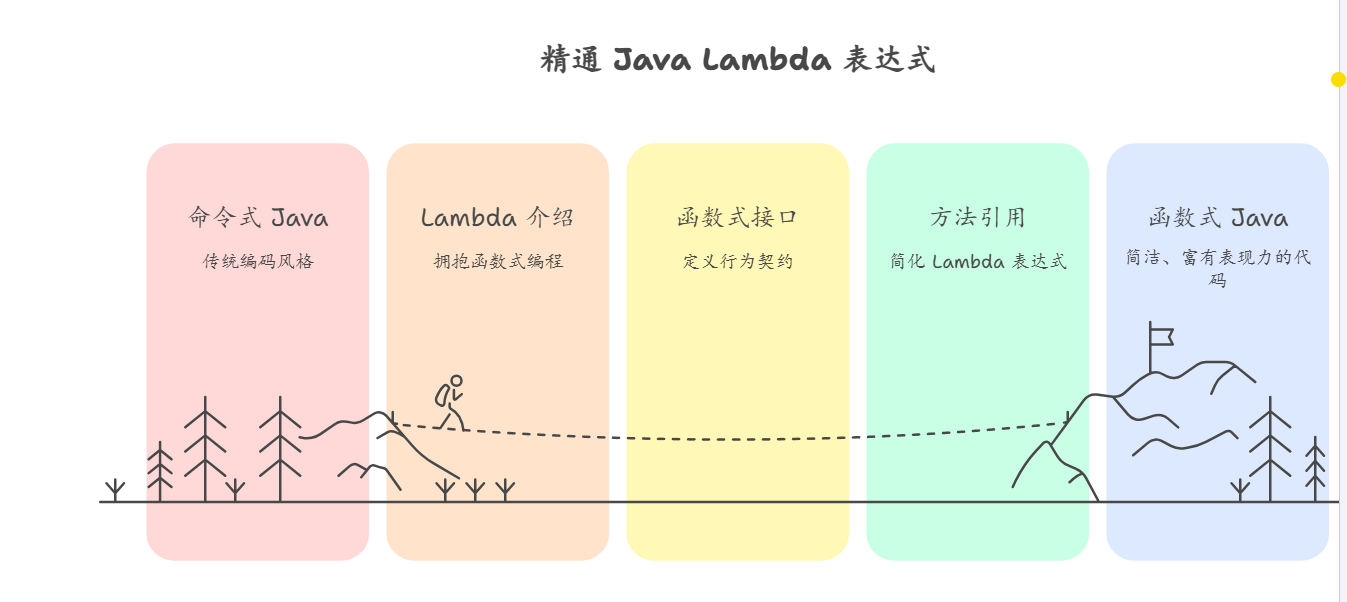 精通 Java Lambda 表达式
命令式 Java
传统编码风格
Lambda 介绍
拥抱函数式编程
函数式接口
定义行为契约
方法引用
简化 Lambda 表达式
函数式 Java
简洁、富有表现力的代
码